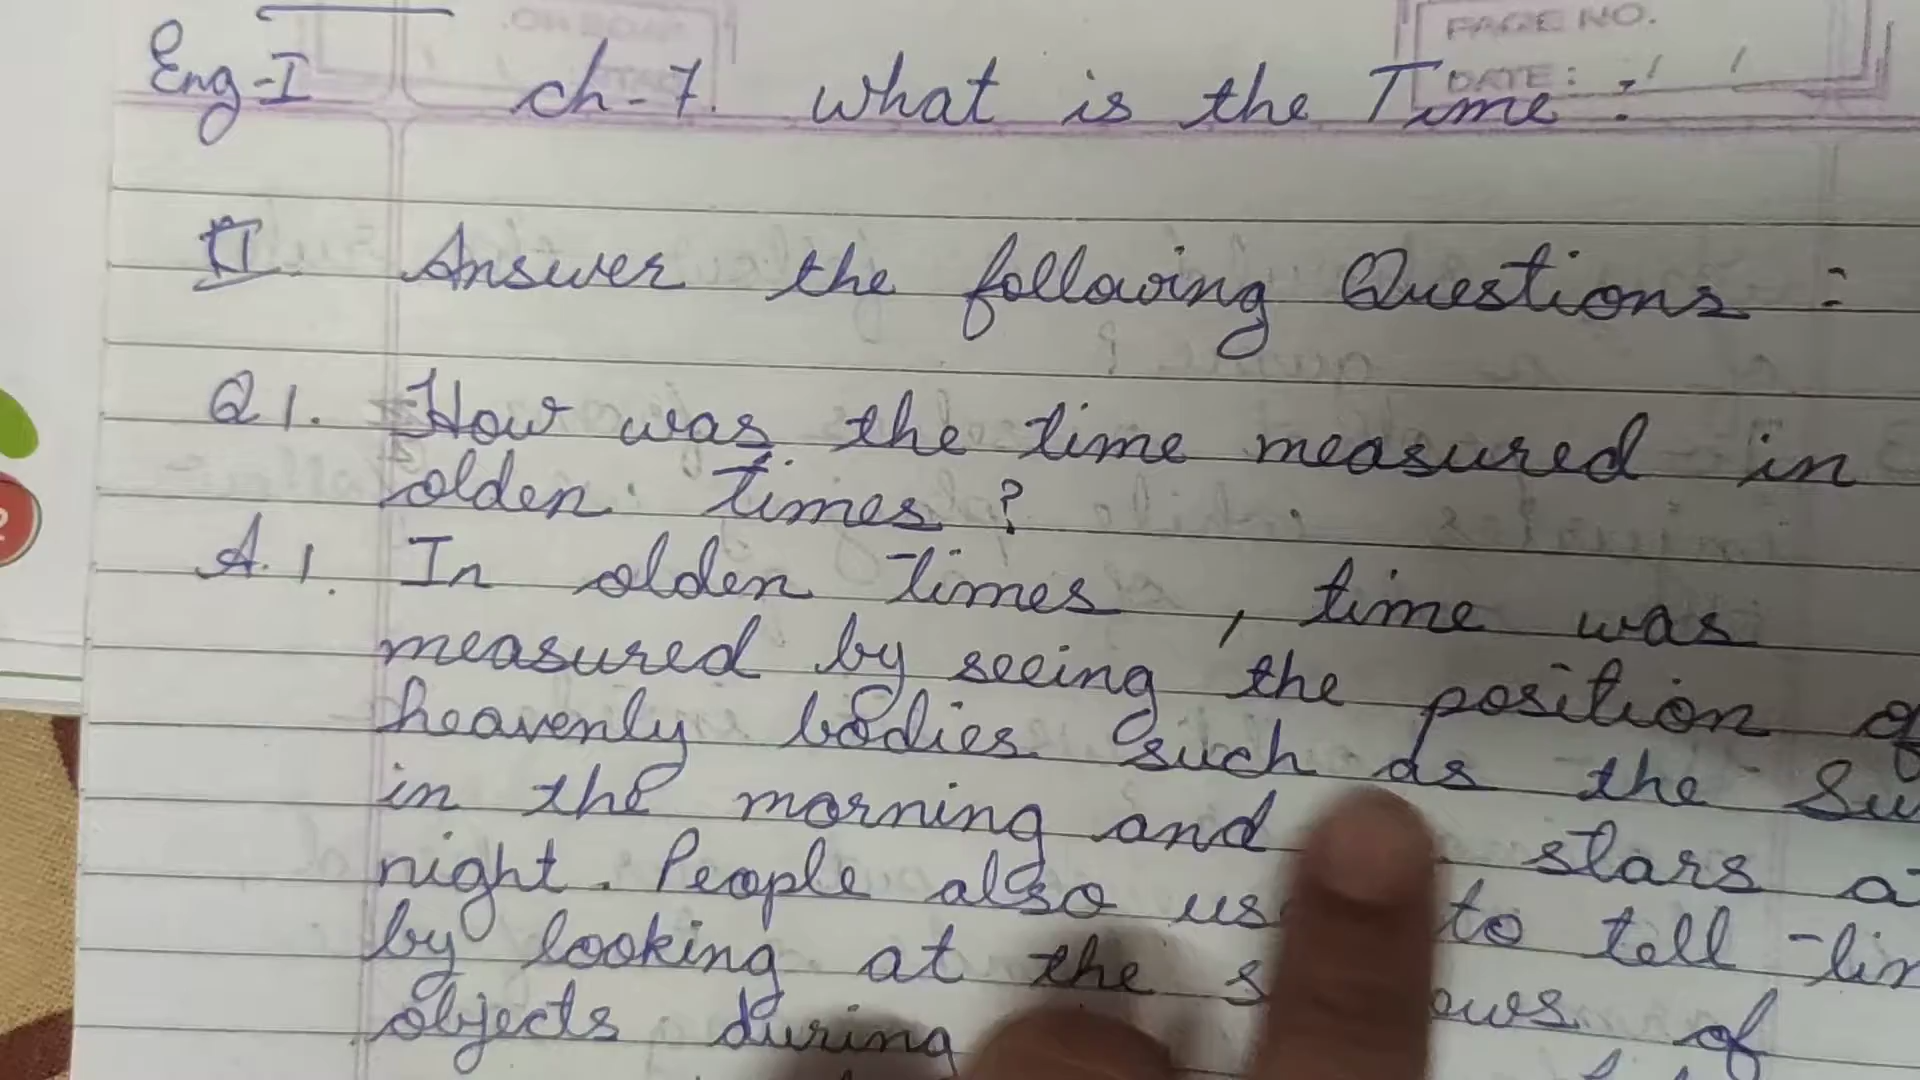 PAGE NO.
DATE:
Eng-I ch-7. What is the Time :
II. Answer the following Questions :
Q1. How was the time measured in
olden times?
A.1. In olden times, time was
measured by seeing the position of
heavenly bodies such as the
in the morning and stars
night. People also to tell
by looking at the of
objects during